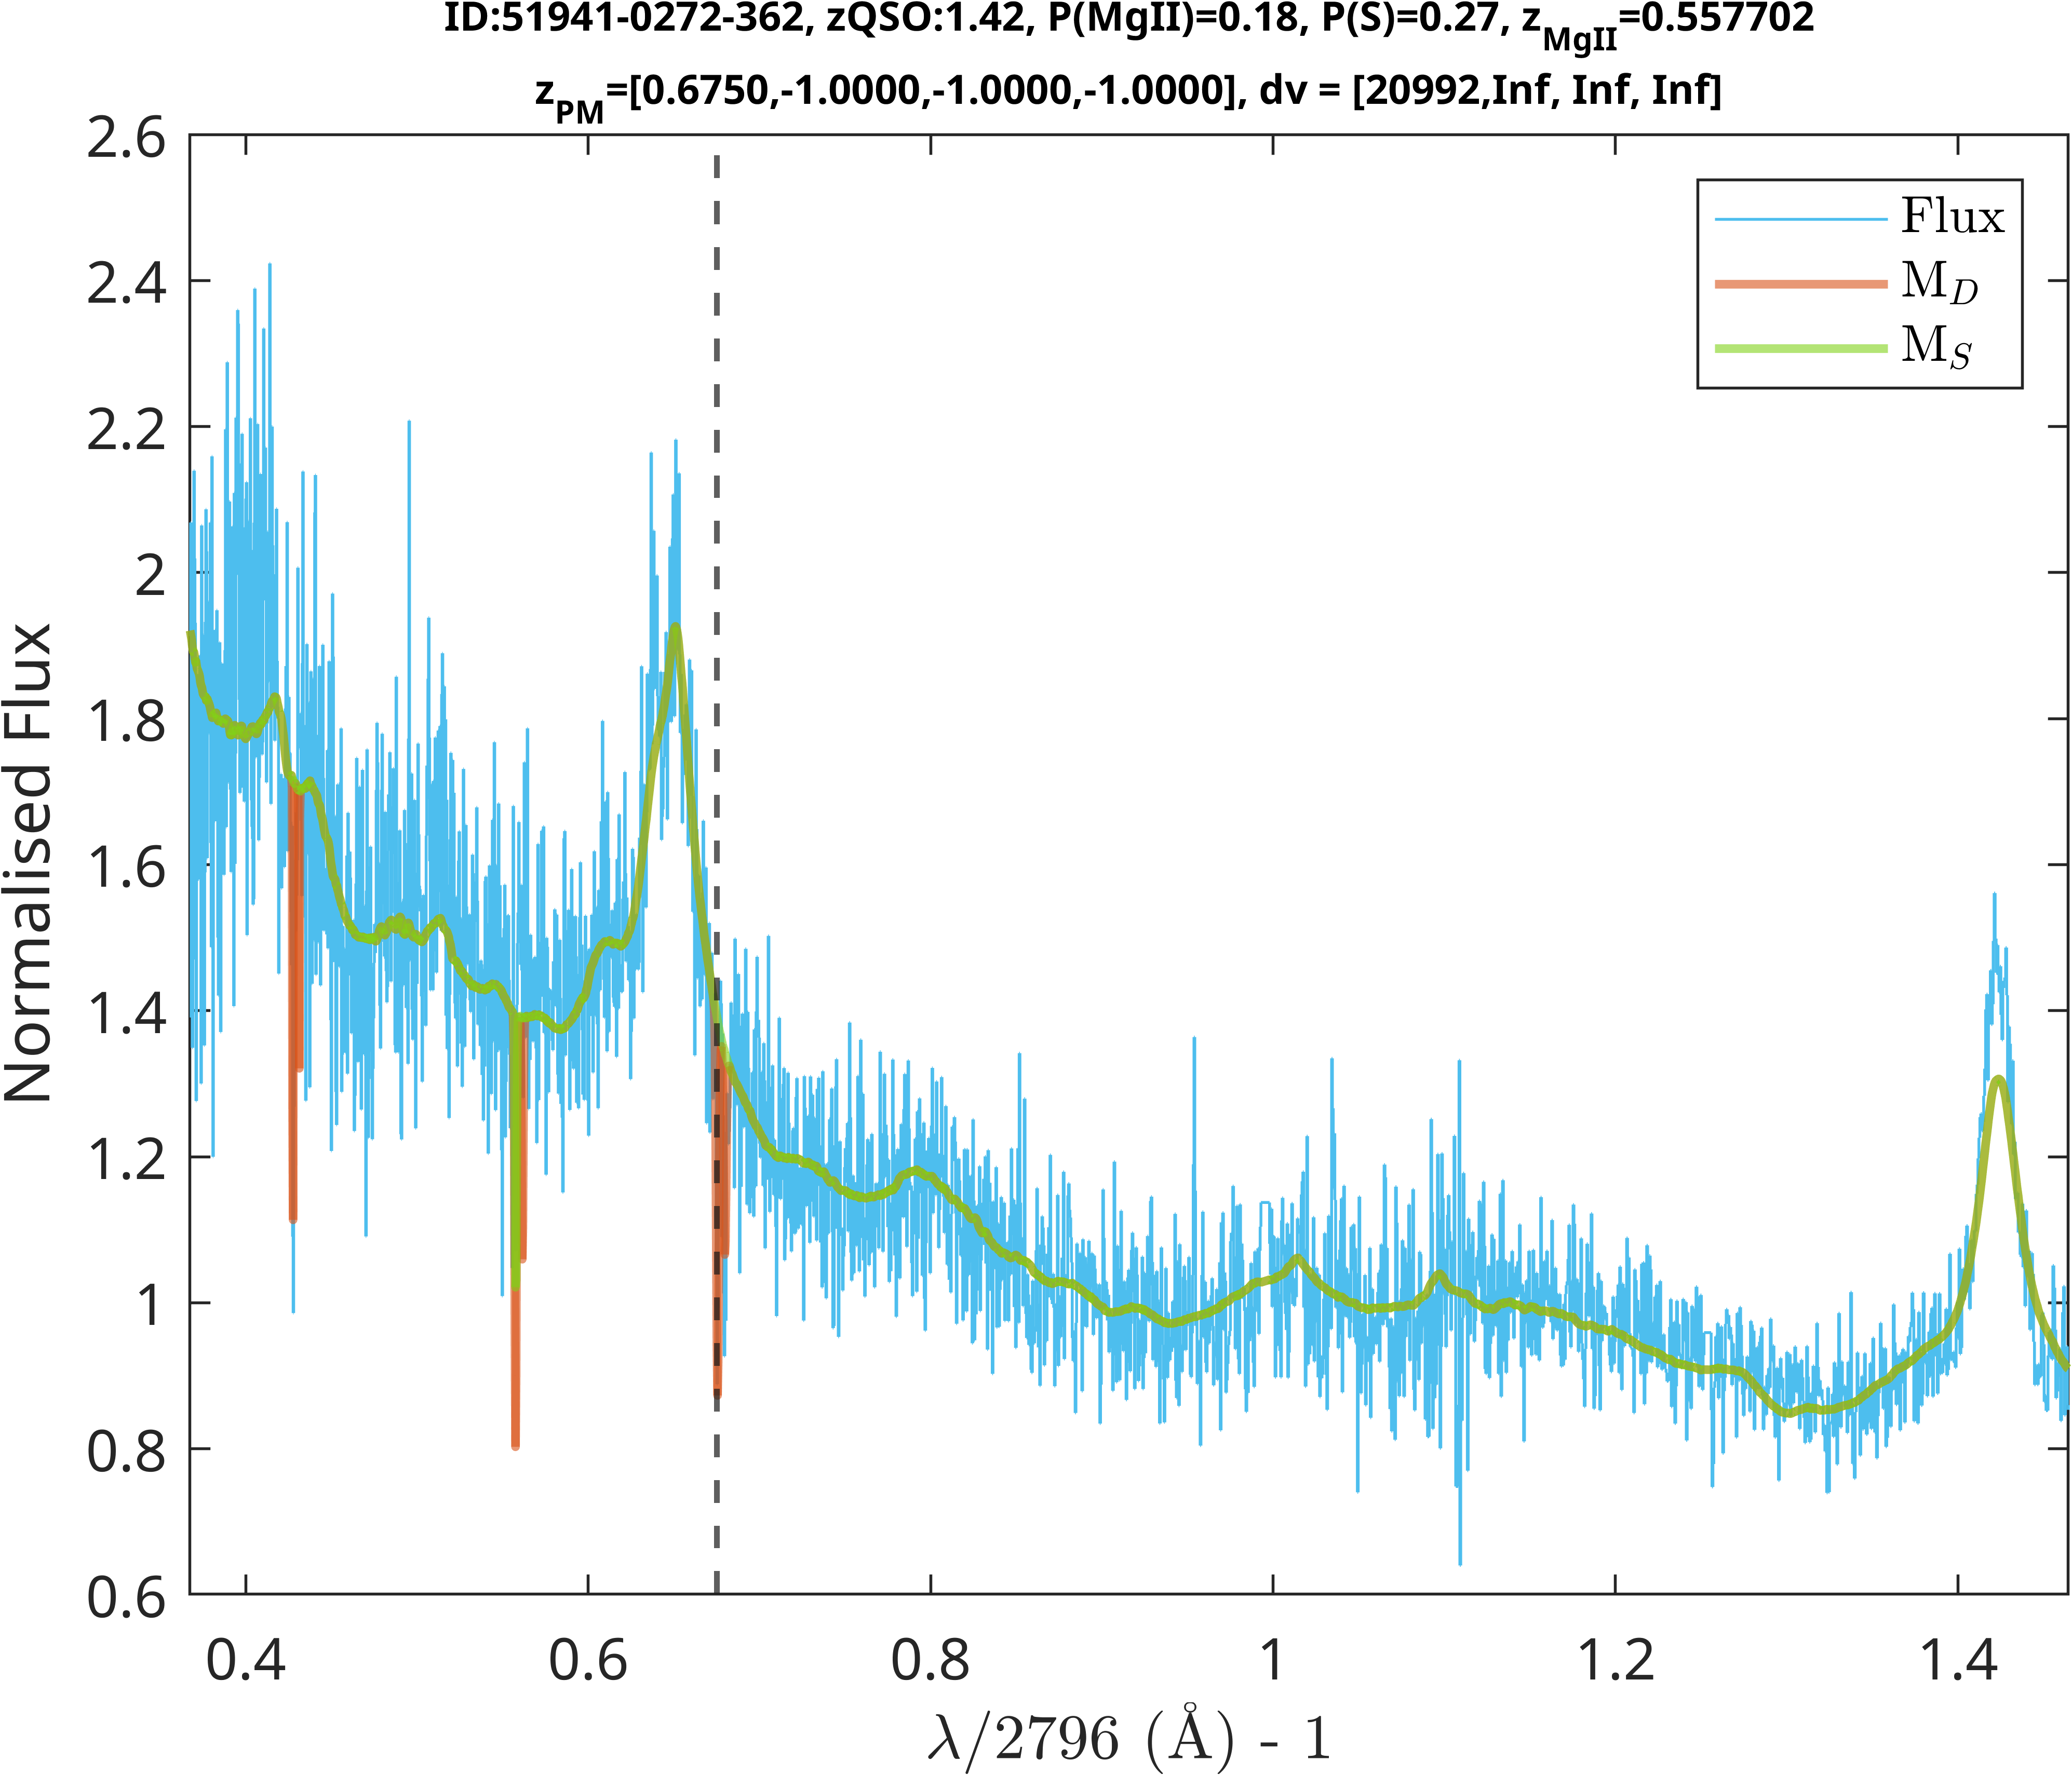 ID:51941-0272-362, zQSO:1.42, P(MgII)=0.18, P(S)=0.27, zMgII=0.557702
zPM=[0.6750,-1.0000,-1.0000,-1.0000], dv = [20992,Inf, Inf, Inf]
2.6
2.4
2.2
2
1.8
1.6
1.4
1.2
1
0.8
0.6
Normalised Flux
Flux
MD
MS
0.4 0.6 0.8 1 1.2 1.4
λ/2796 (Å) - 1